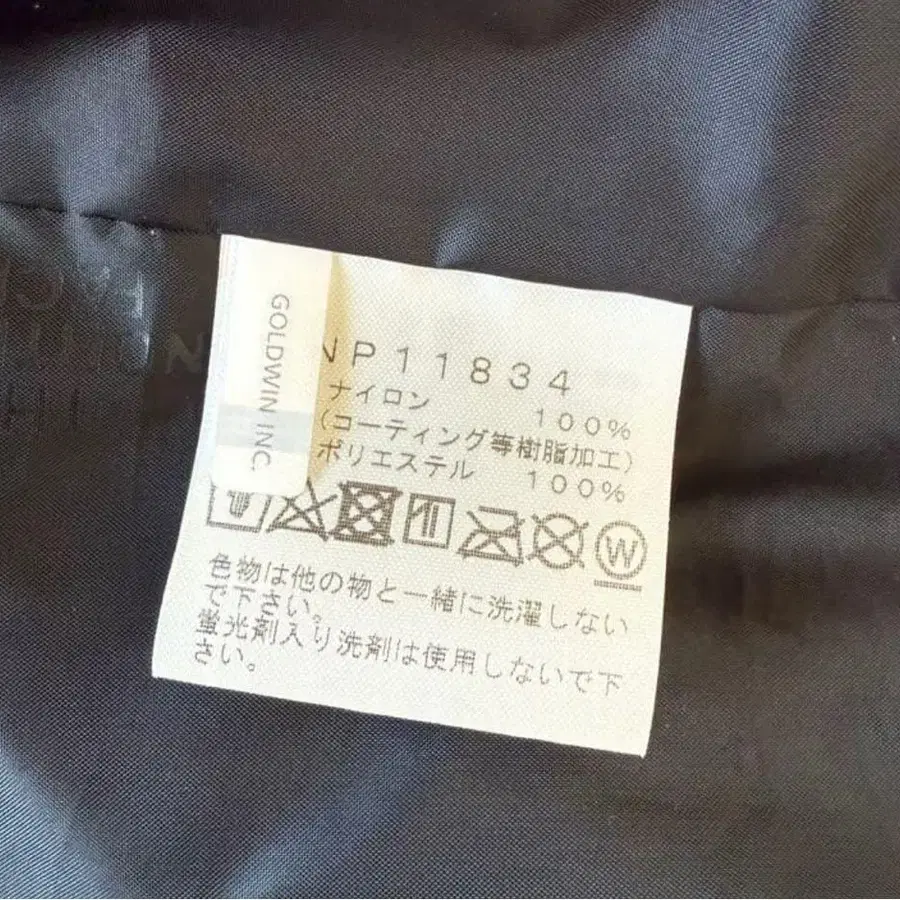 GOLDWIN INC.
NP11834
ナイロン 100%
(コーティング等樹脂加工)
ポリエステル 100%
W
色物は他の物と一緒に洗濯しない
で下さい。
蛍光剤入り洗剤は使用しないで下
さい。